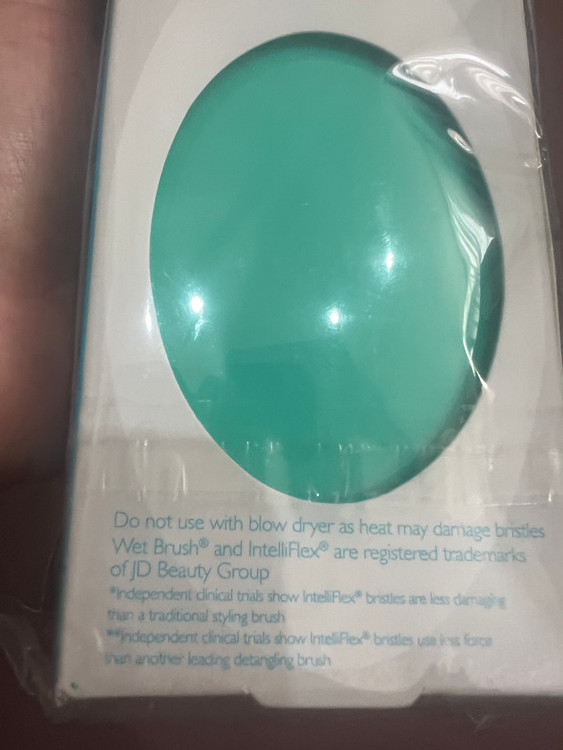 Do not use with blow dryer as heat may damage bristles
Wet Brush® and IntelliFlex® are registered trademarks
of JD Beauty Group
*Independent clinical trials show IntelliFlex® bristles are less damaging
than a traditional styling brush
**Independent clinical trials show IntelliFlex® bristles use less force
than another leading detangling brush